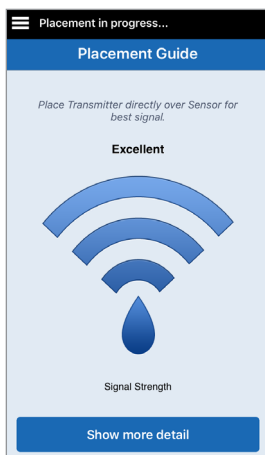 Placement in progress...
Placement Guide
Place Transmitter directly over Sensor for
best signal.
Excellent
Signal Strength
Show more detail